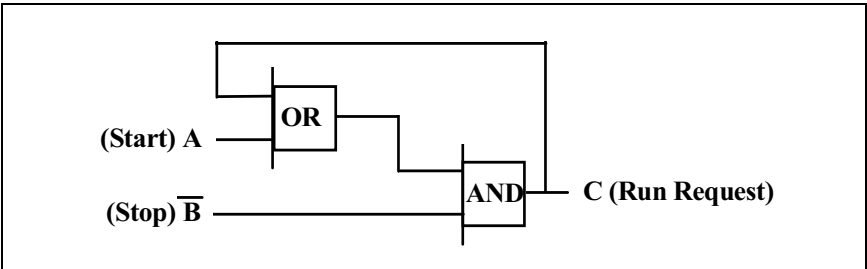 OR
(Start) A
AND
C (Run Request)
(Stop) B̅